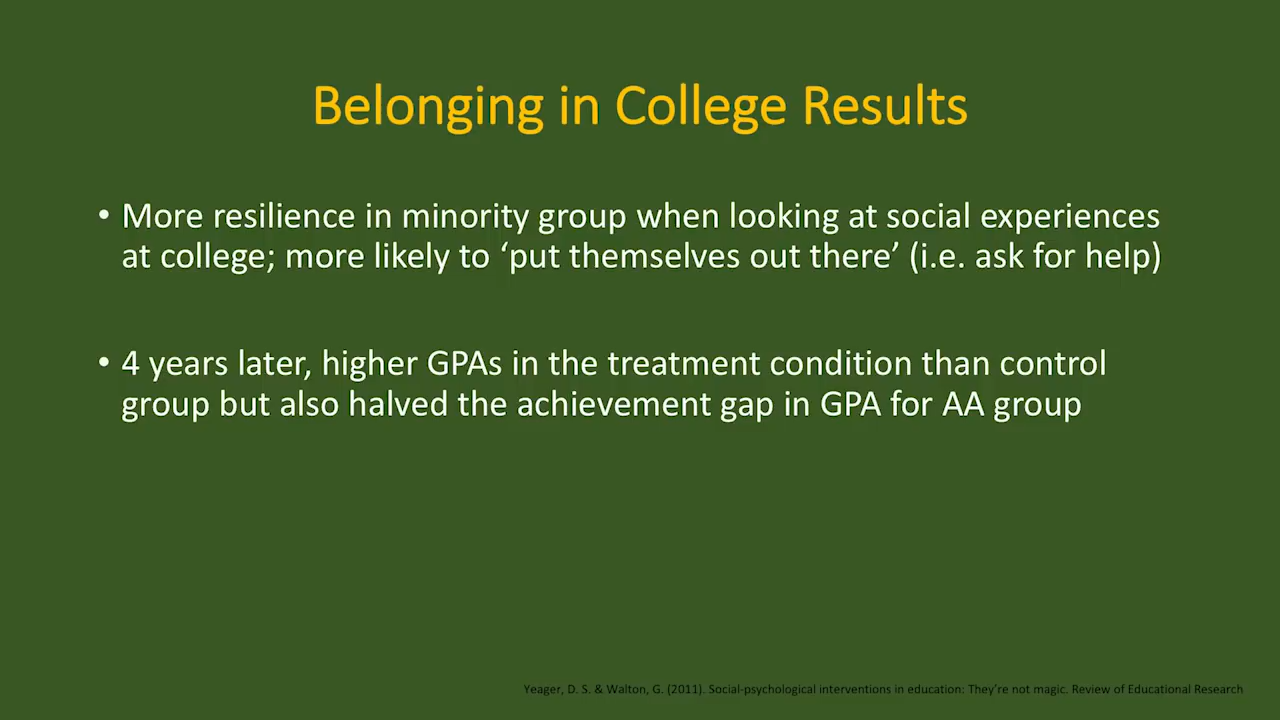 Belonging in College Results
• More resilience in minority group when looking at social experiences
at college; more likely to ‘put themselves out there’ (i.e. ask for help)
• 4 years later, higher GPAs in the treatment condition than control
group but also halved the achievement gap in GPA for AA group
Yeager, D. S. & Walton, G. (2011). Social-psychological interventions in education: They’re not magic. Review of Educational Research